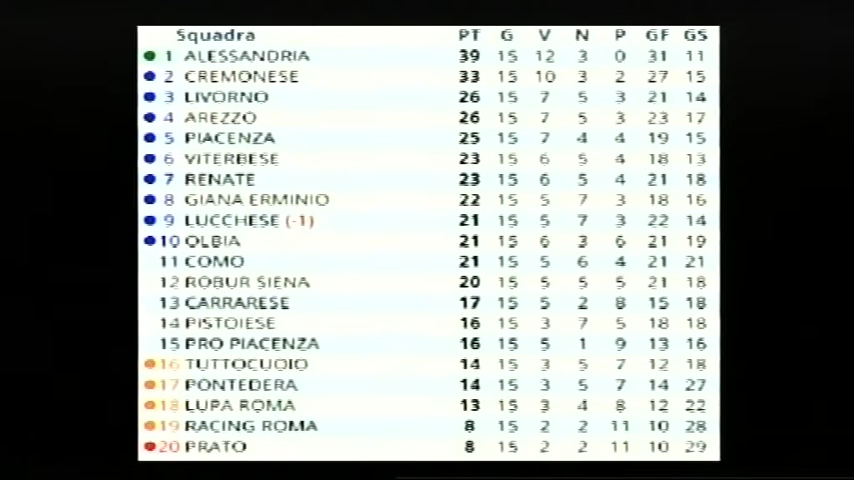 Squadra PT G V N P GF GS
1 ALESSANDRIA 39 15 12 3 0 31 11
2 CREMONESE 33 15 10 3 2 27 15
3 LIVORNO 26 15 7 5 3 21 14
4 AREZZO 26 15 7 5 3 23 17
5 PIACENZA 25 15 7 4 4 19 15
6 VITERBESE 23 15 6 5 4 18 13
7 RENATE 23 15 6 5 4 21 18
8 GIANA ERMINIO 22 15 5 7 3 18 16
9 LUCCHESE (-1) 21 15 5 7 3 22 14
10 OLBIA 21 15 6 3 6 21 19
11 COMO 21 15 5 6 4 21 21
12 ROBUR SIENA 20 15 5 5 5 21 18
13 CARRARESE 17 15 5 2 8 15 18
14 PISTOIESE 16 15 3 7 5 18 18
15 PRO PIACENZA 16 15 5 1 9 13 16
16 TUTTOCUOIO 14 15 3 5 7 12 18
17 PONTEDERA 14 15 3 5 7 14 27
18 LUPA ROMA 13 15 3 4 8 12 22
19 RACING ROMA 8 15 2 2 11 10 28
20 PRATO 8 15 2 2 11 10 29